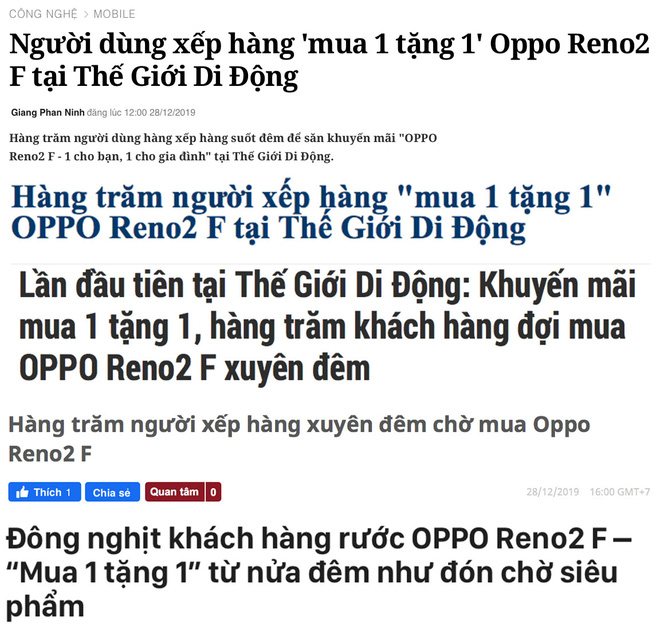 CÔNG NGHỆ > MOBILE
Người dùng xếp hàng 'mua 1 tặng 1' Oppo Reno2
F tại Thế Giới Di Động
Giang Phan Ninh đăng lúc 12:00 28/12/2019
Hàng trăm người dùng hàng xếp hàng suốt đêm để săn khuyến mãi "OPPO
Reno2 F - 1 cho bạn, 1 cho gia đình" tại Thế Giới Di Động.
Hàng trăm người xếp hàng "mua 1 tặng 1"
OPPO Reno2 F tại Thế Giới Di Động
Lần đầu tiên tại Thế Giới Di Động: Khuyến mãi
mua 1 tặng 1, hàng trăm khách hàng đợi mua
OPPO Reno2 F xuyên đêm
Hàng trăm người xếp hàng xuyên đêm chờ mua Oppo
Reno2 F
Thích 1 Chia sẻ Quan tâm 0 28/12/2019 16:00 GMT+7
Đông nghịt khách hàng rước OPPO Reno2 F –
“Mua 1 tặng 1” từ nửa đêm như đón chờ siêu
phẩm